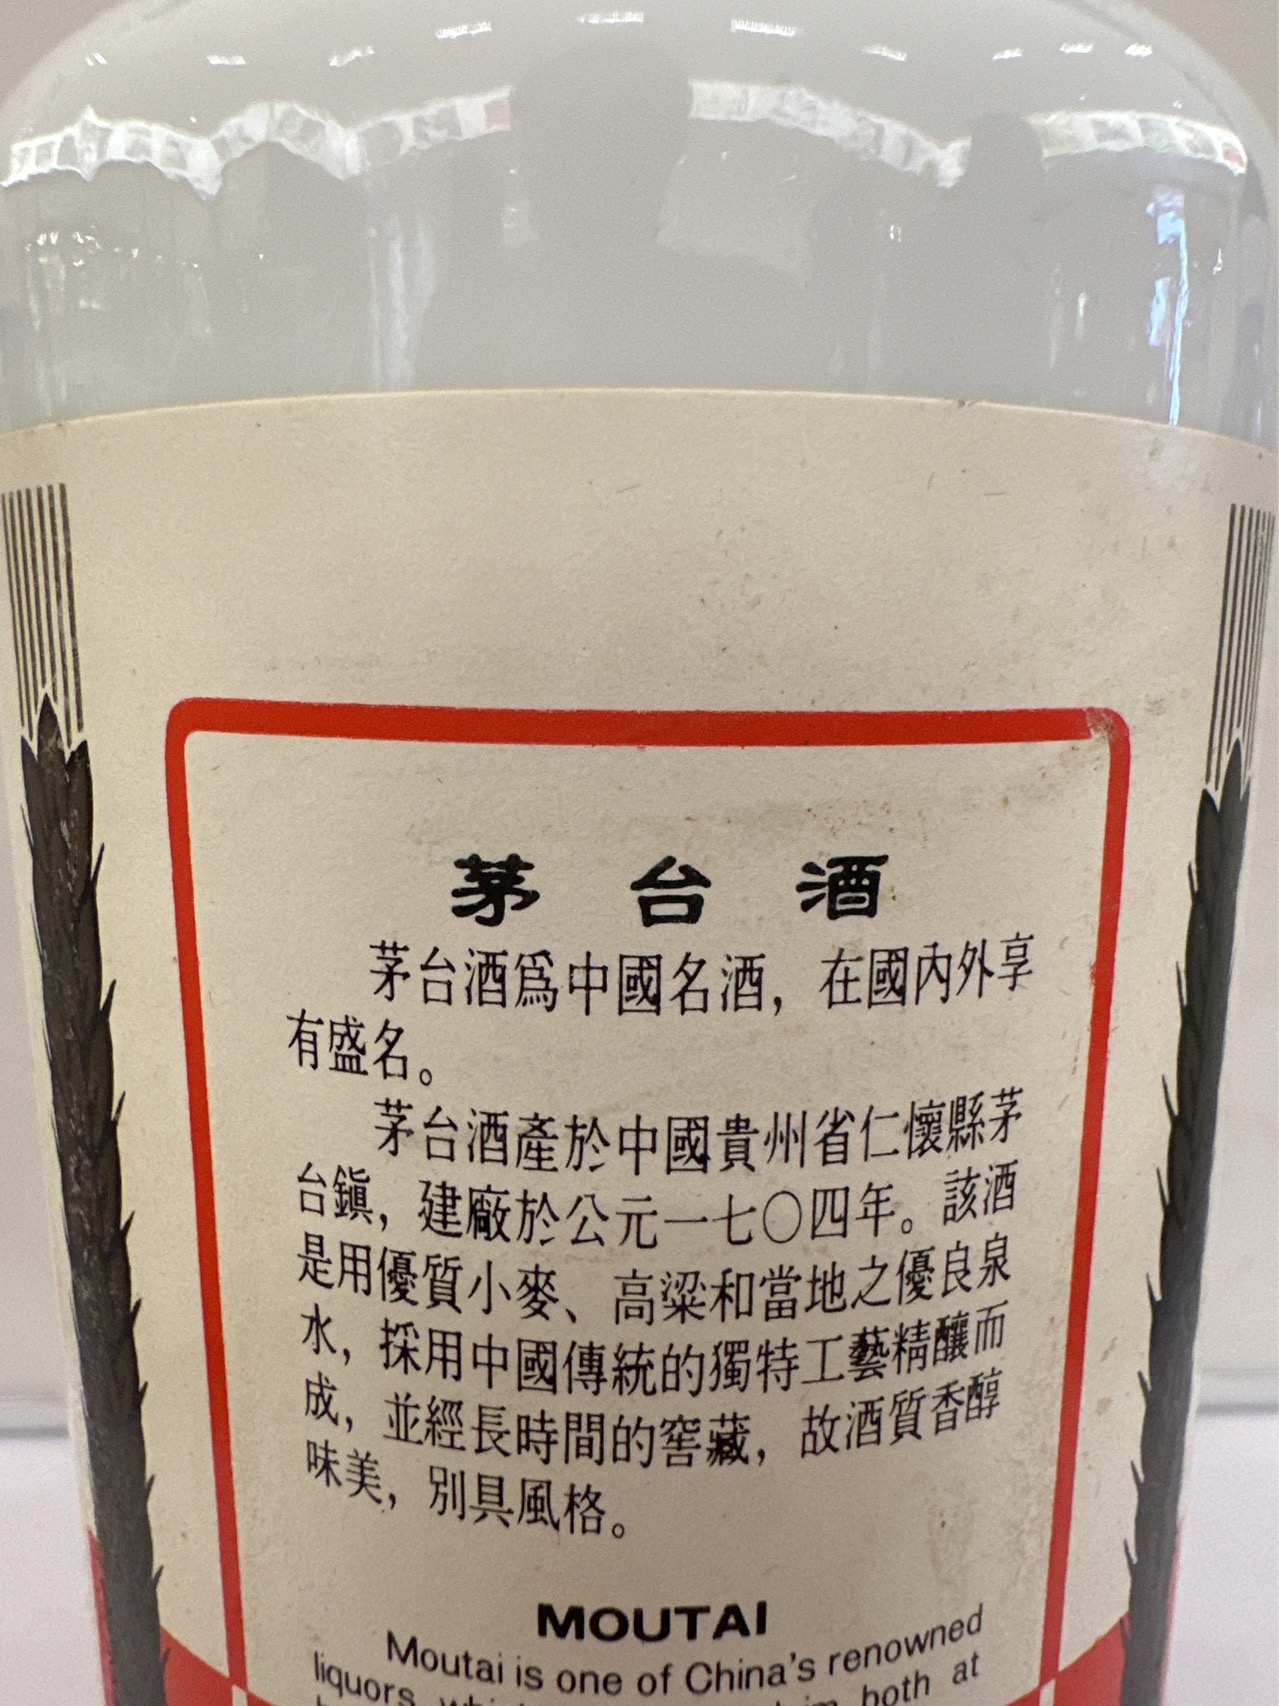 茅台酒
茅台酒爲中國名酒，在國內外享
有盛名。
茅台酒產於中國貴州省仁懷縣茅
台鎭，建廠於公元一七〇四年。該酒
是用優質小麥、高粱和當地之優良泉
水，採用中國傳統的獨特工藝精釀而
成，並經長時間的窖藏，故酒質香醇
味美，別具風格。
MOUTAI
Moutai is one of China's renowned
liquors both at